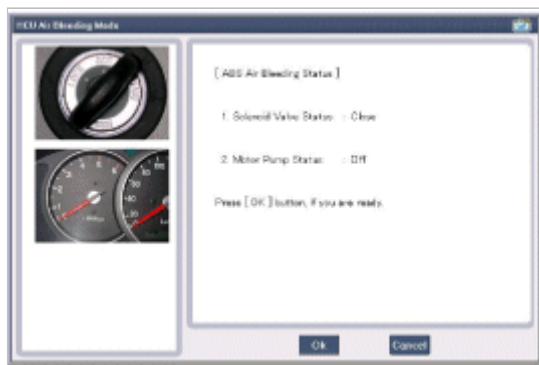 HCU Air Bleeding Mode
[ ABS Air Bleeding Status ]
1. Solenoid Valve Status : Close
2. Motor Pump Status : Off
Press [ OK ] button, if you are ready.
Ok
Cancel